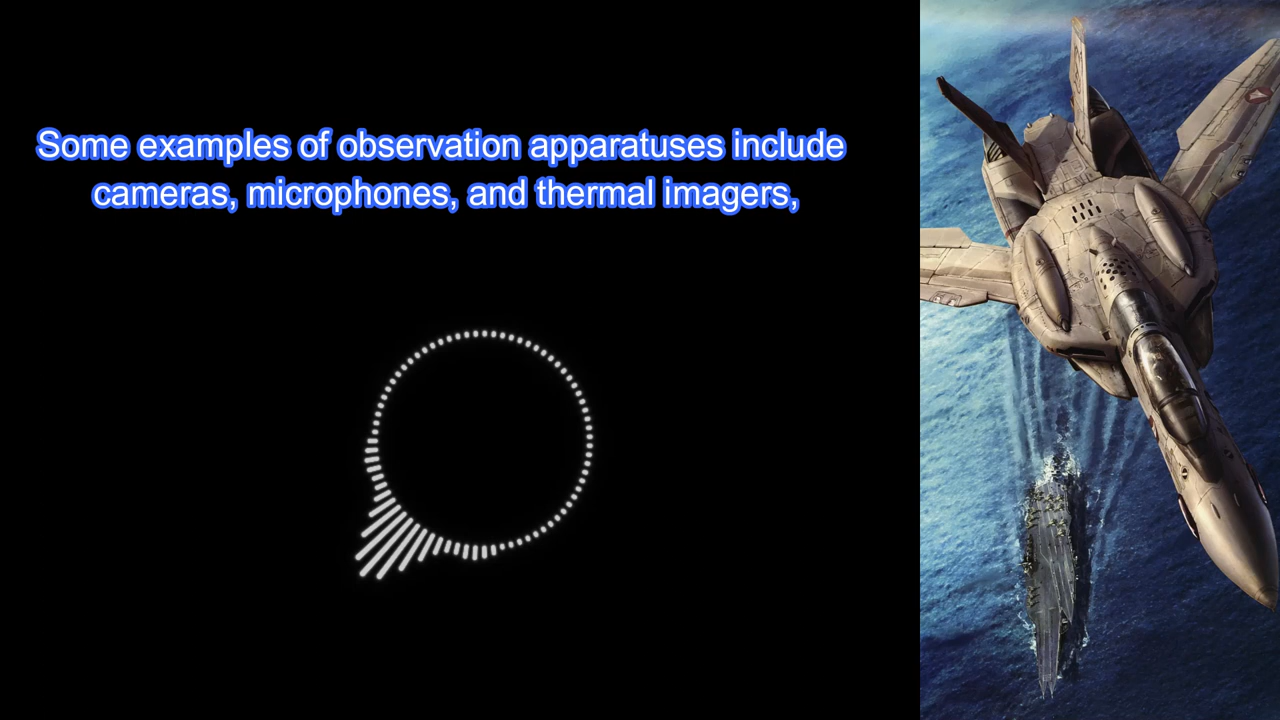 Some examples of observation apparatuses include
cameras, microphones, and thermal imagers,